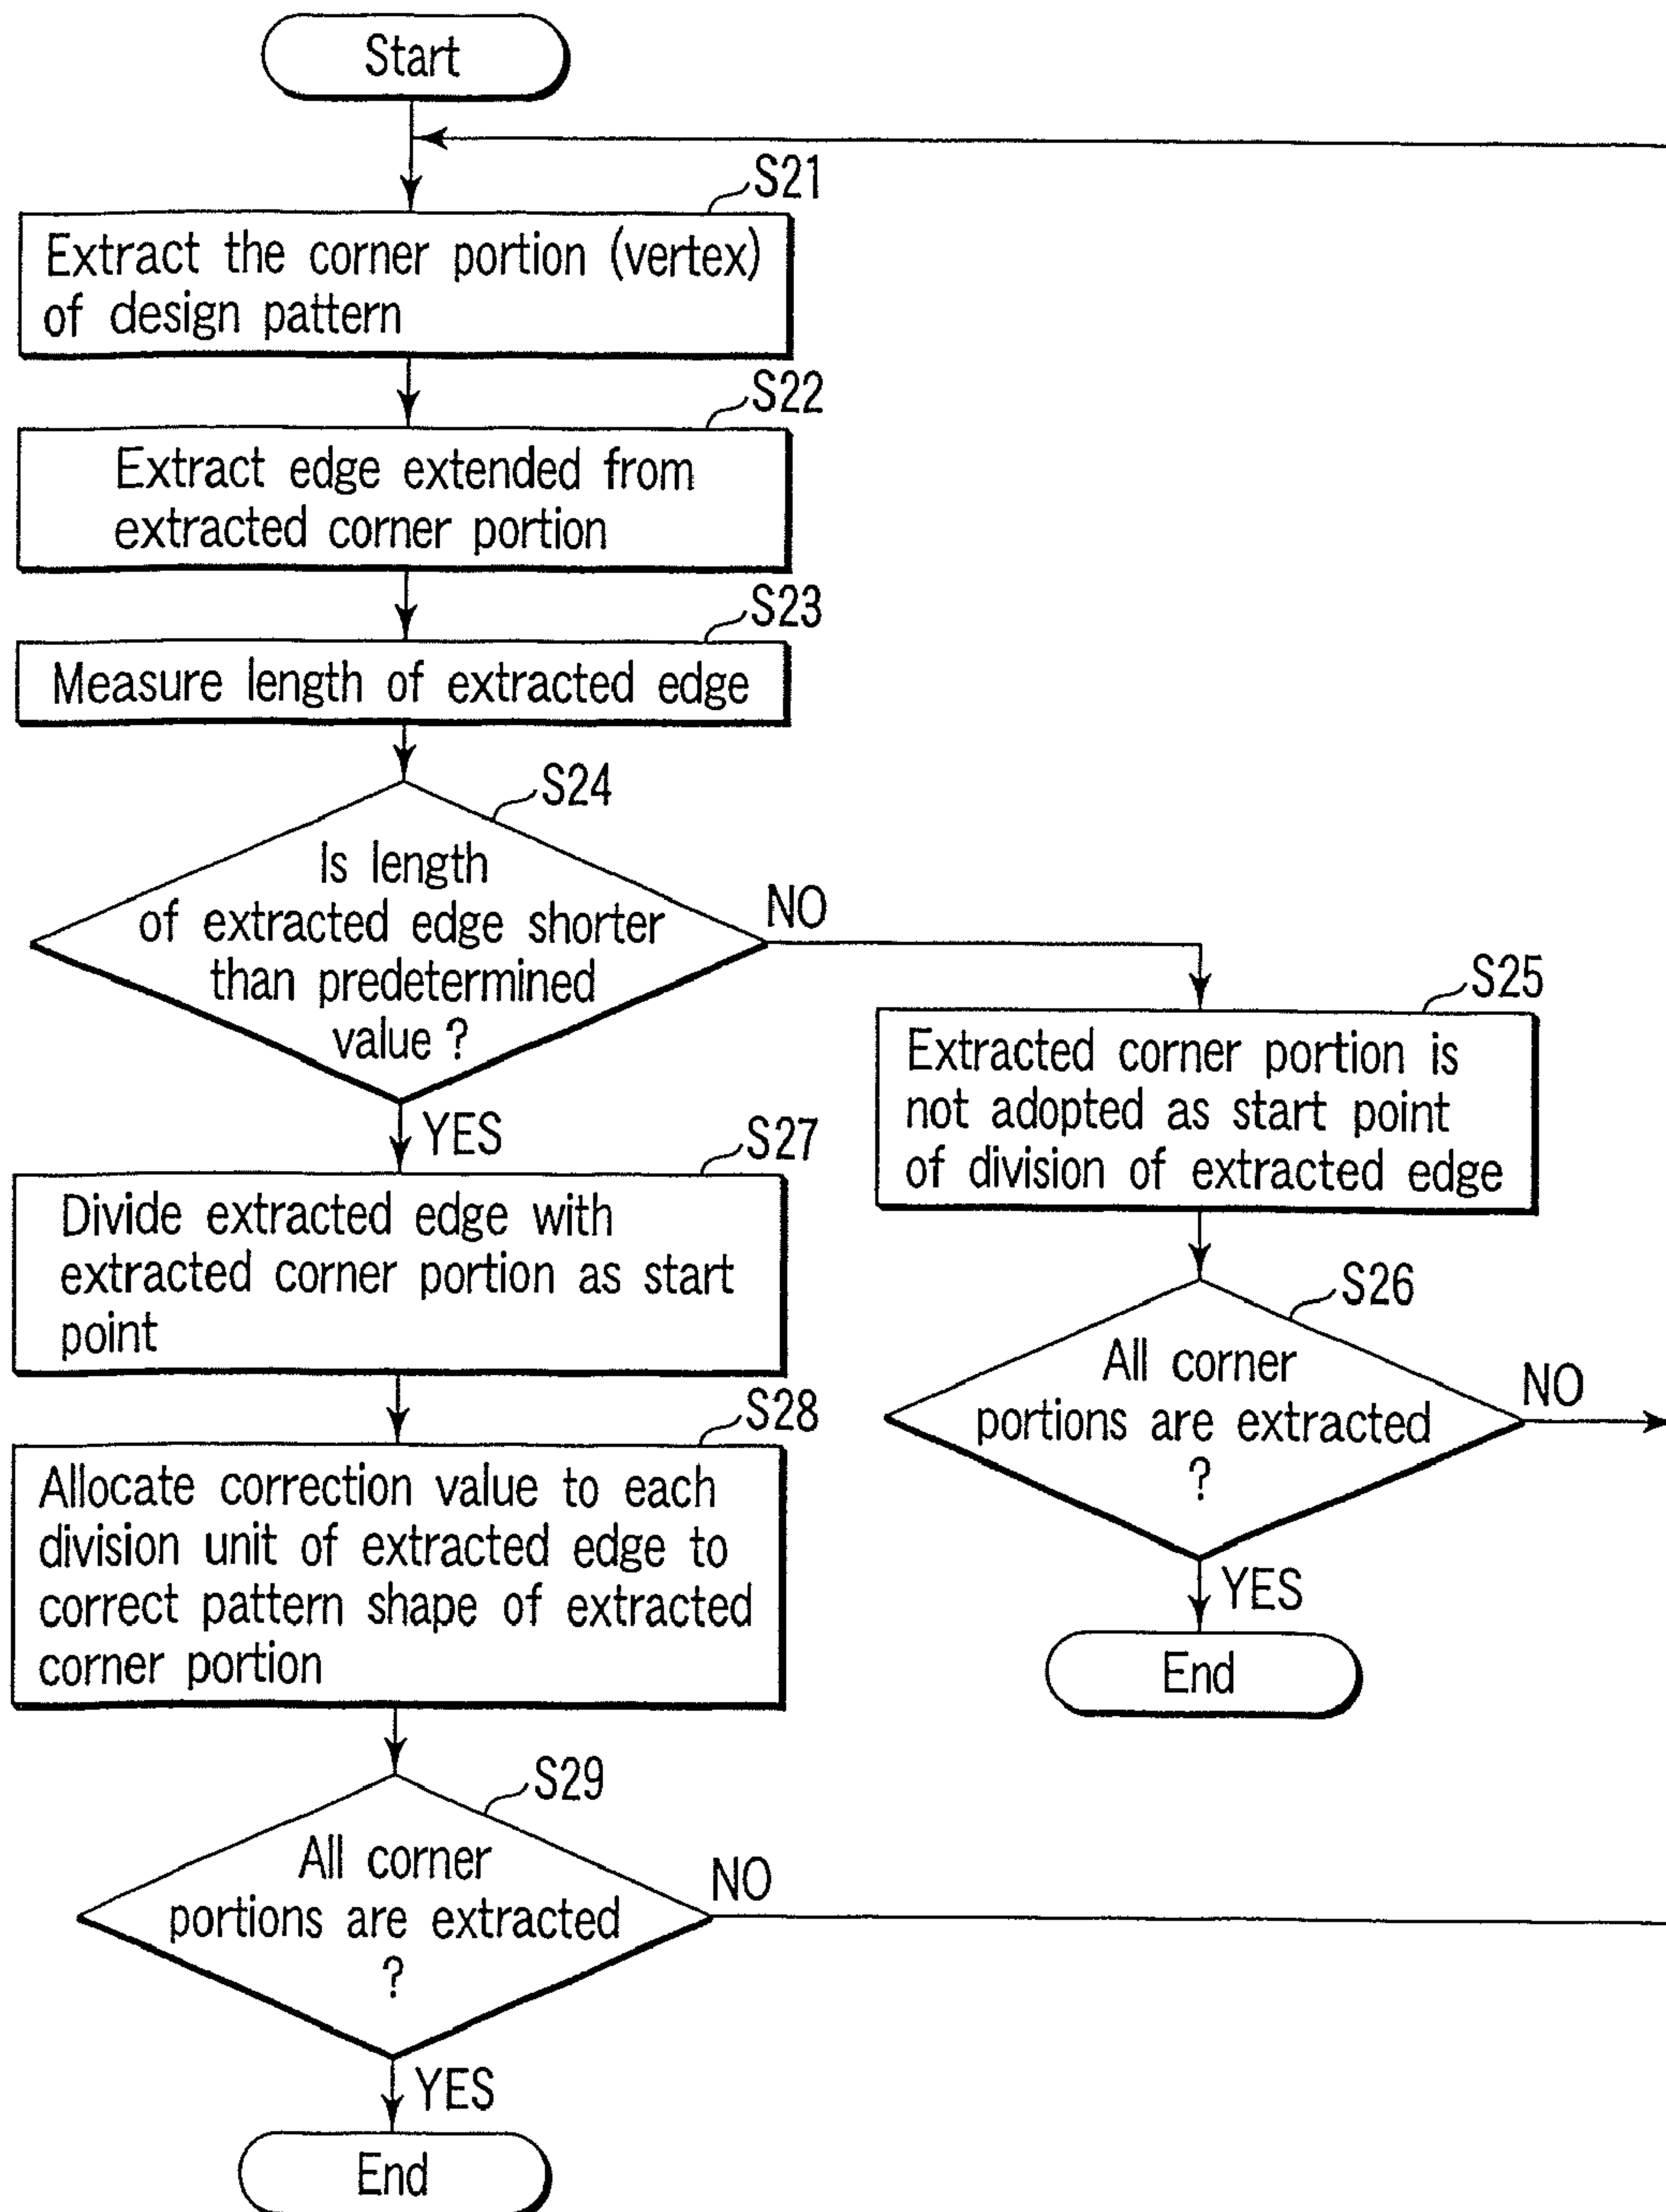 Start
S21
Extract the corner portion (vertex)
of design pattern
S22
Extract edge extended from
extracted corner portion
S23
Measure length of extracted edge
S24
Is length
of extracted edge shorter
than predetermined
value ?
NO
YES
S25
Extracted corner portion is
not adopted as start point
of division of extracted edge
S26
All corner
portions are extracted
?
NO
YES
End
S27
Divide extracted edge with
extracted corner portion as start
point
S28
Allocate correction value to each
division unit of extracted edge to
correct pattern shape of extracted
corner portion
S29
All corner
portions are extracted
?
NO
YES
End